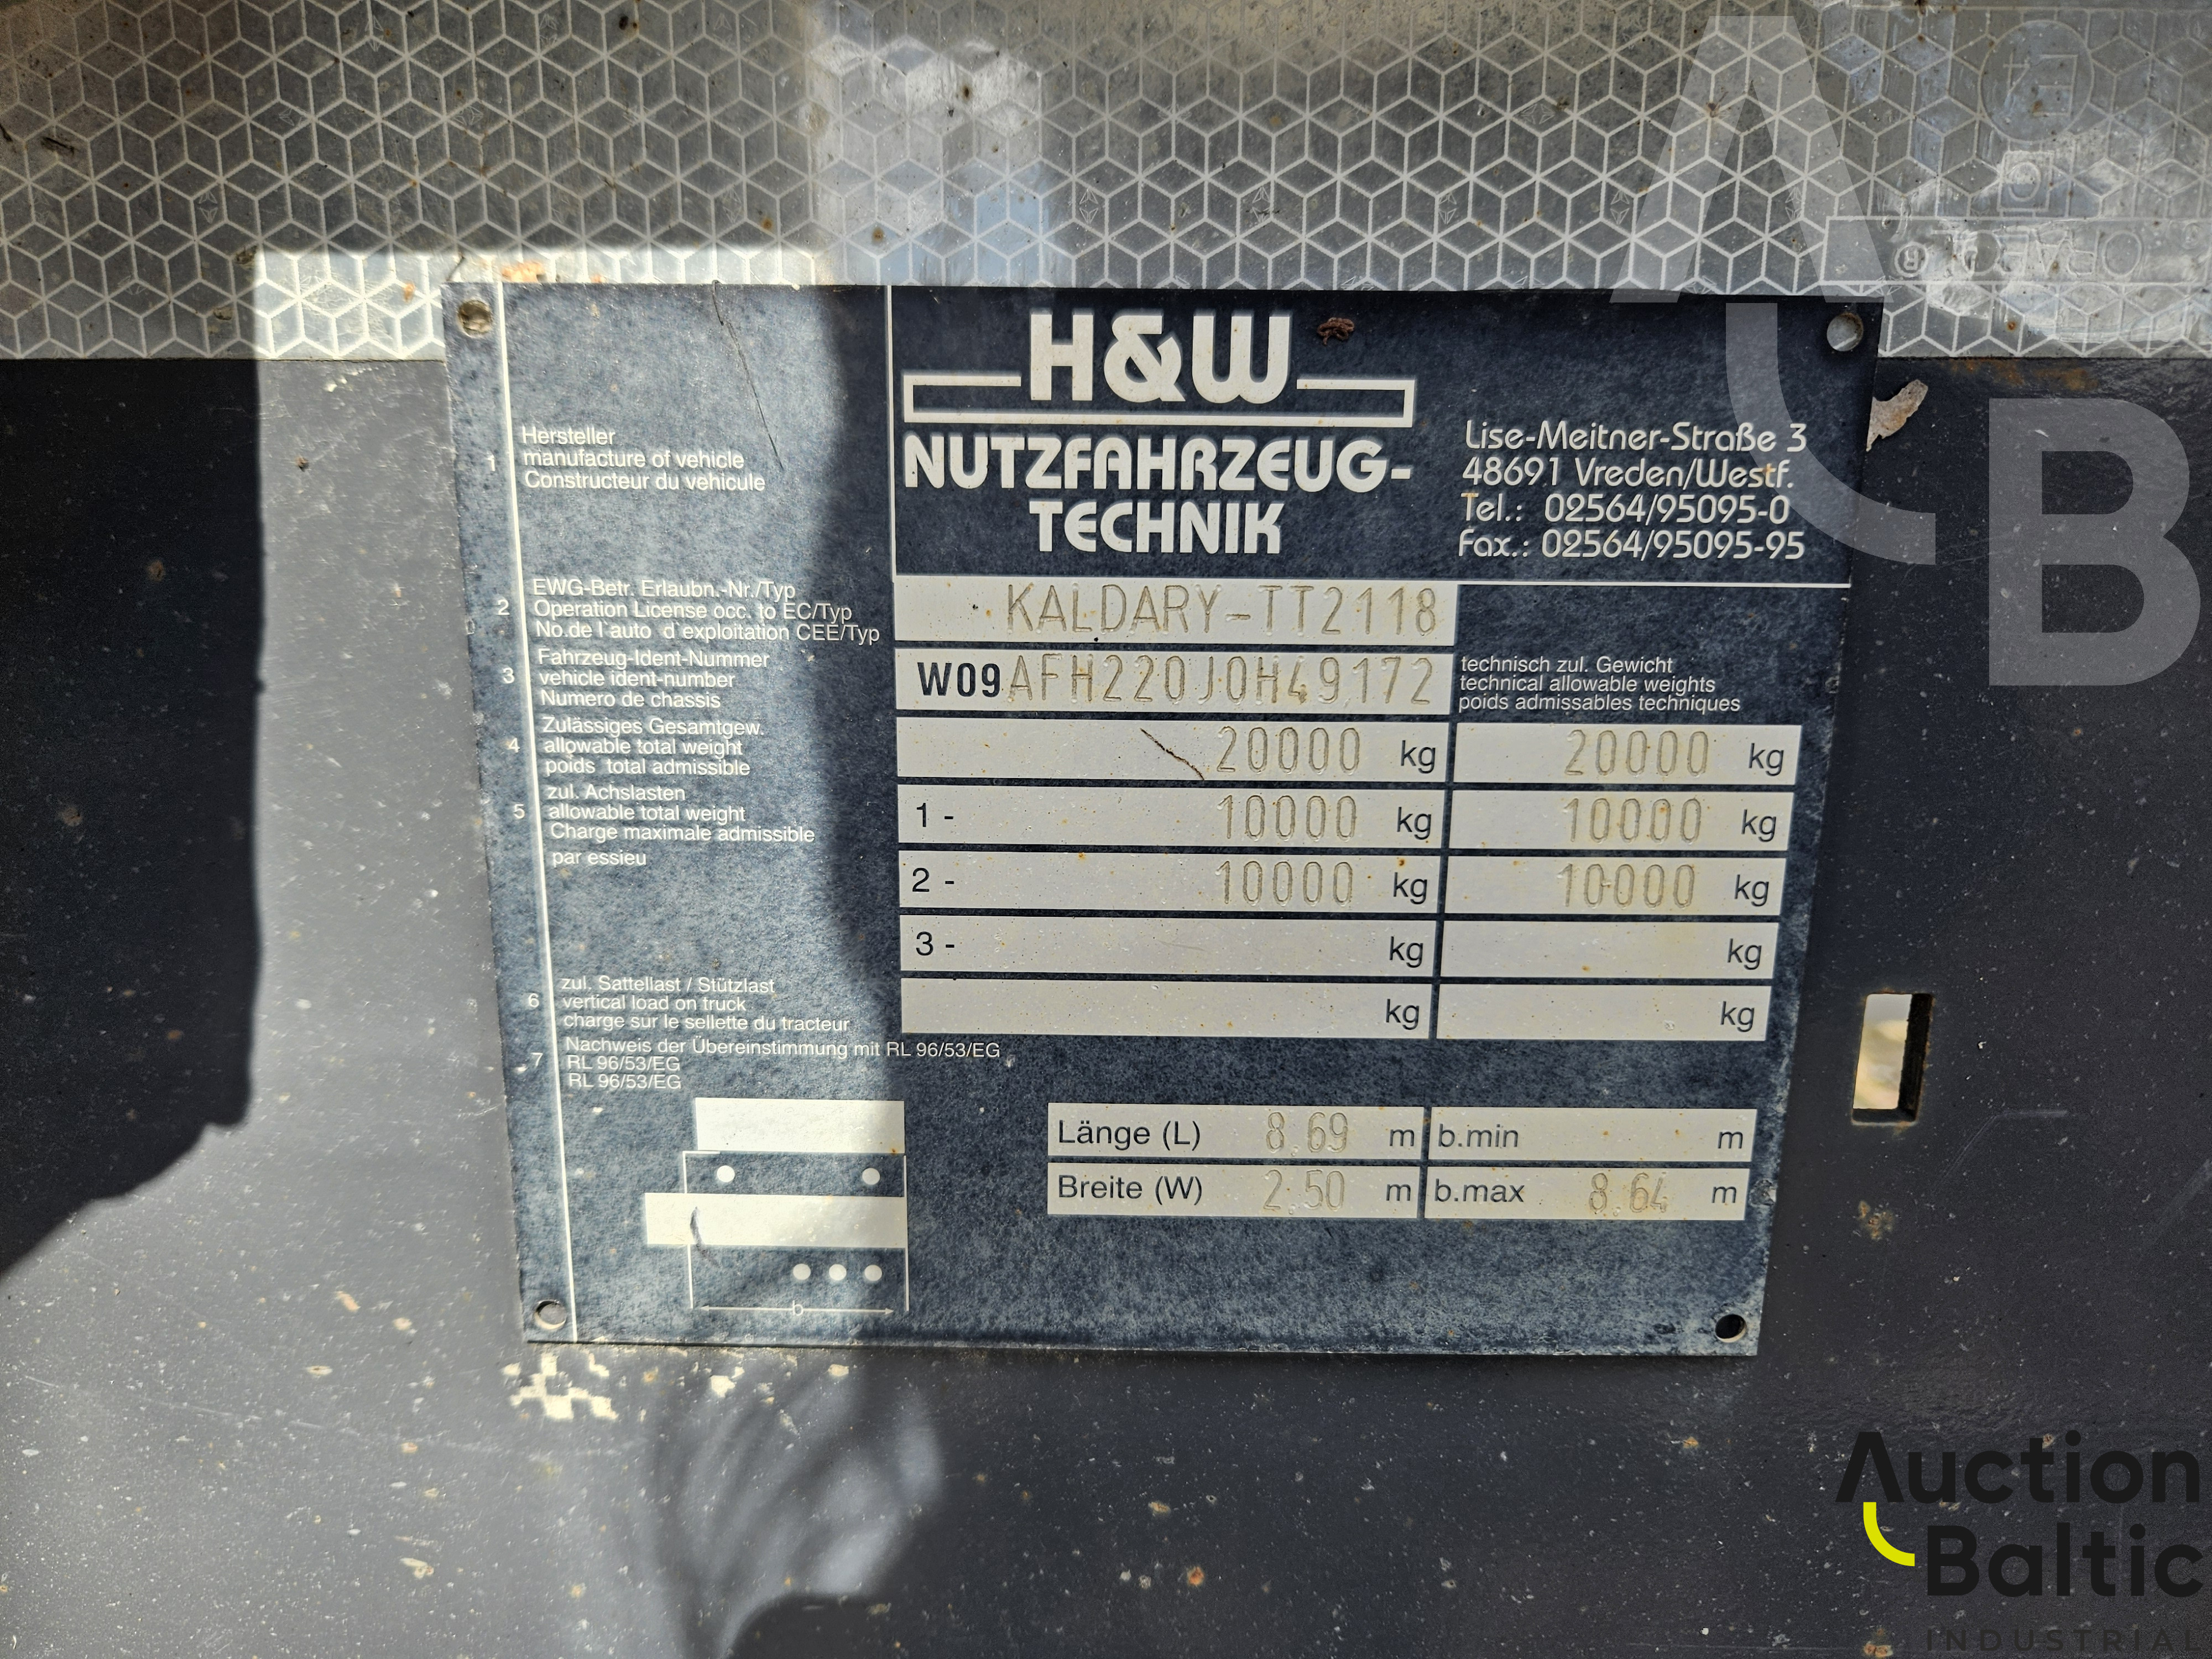 E4
IC
ORAFOL ®
H&W
NUTZFAHRZEUG-
TECHNIK
Lise-Meitner-Straße 3
48691 Vreden/Westf.
Tel.: 02564/95095-0
Fax.: 02564/95095-95
1
Hersteller
manufacture of vehicle
Constructeur du vehicule
2
EWG-Betr. Erlaubn.-Nr./Typ
Operation License occ. to EC/Typ
No.de l`auto d`exploitation CEE/Typ
KALDARY-TT2118
3
Fahrzeug-Ident-Nummer
vehicle ident-number
Numero de chassis
W09AFH220J0H49172
technisch zul. Gewicht
technical allowable weights
poids admissables techniques
4
Zulässiges Gesamtgew.
allowable total weight
poids total admissible
20000 kg 20000 kg
5
zul. Achslasten
allowable total weight
Charge maximale admissible
par essieu
1 - 10000 kg 10000 kg
2 - 10000 kg 10000 kg
3 - kg kg
6
zul. Sattellast / Stützlast
vertical load on truck
charge sur le sellette du tracteur
kg kg
7
Nachweis der Übereinstimmung mit RL 96/53/EG
RL 96/53/EG
RL 96/53/EG
Länge (L) 8,69 m b.min m
Breite (W) 2,50 m b.max 8,64 m
b
A
B
Auction
Baltic
INDUSTRIAL